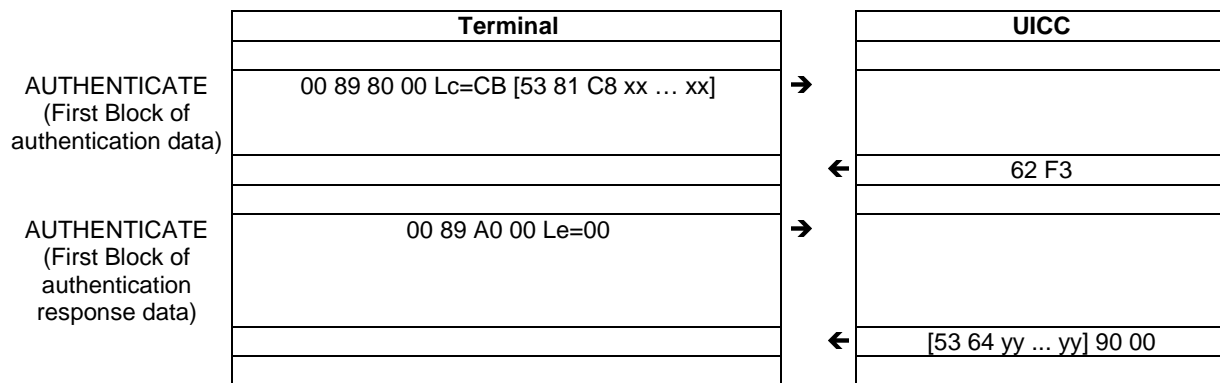 Terminal UICC
AUTHENTICATE
(First Block of
authentication data)
00 89 80 00 Lc=CB [53 81 C8 xx … xx] ➔
🡰 62 F3
AUTHENTICATE
(First Block of
authentication
response data)
00 89 A0 00 Le=00 ➔
🡰 [53 64 yy ... yy] 90 00